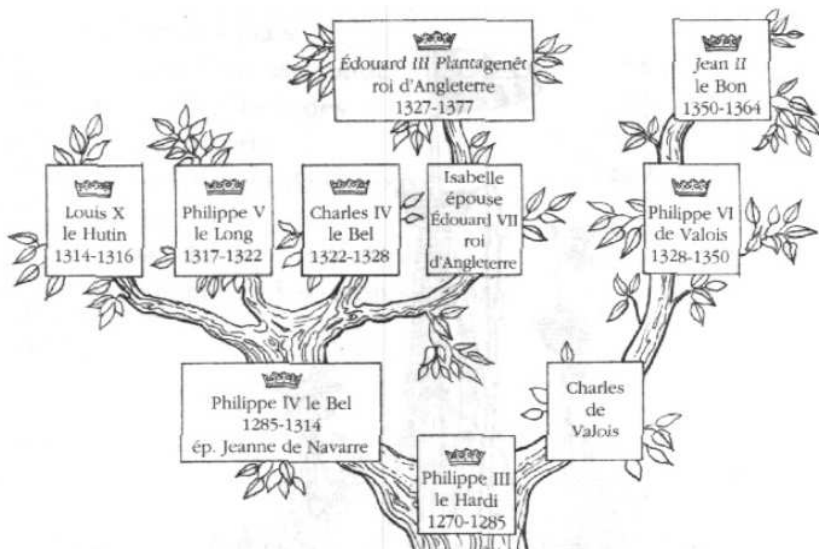 Édouard III Plantagenêt
roi d'Angleterre
1327-1377
Jean II
le Bon
1350-1364
Louis X
le Hutin
1314-1316
Philippe V
le Long
1317-1322
Charles IV
le Bel
1322-1328
Isabelle
épouse
Édouard VII
roi
d'Angleterre
Philippe VI
de Valois
1328-1350
Philippe IV le Bel
1285-1314
ép. Jeanne de Navarre
Charles
de
Valois
Philippe III
le Hardi
1270-1285